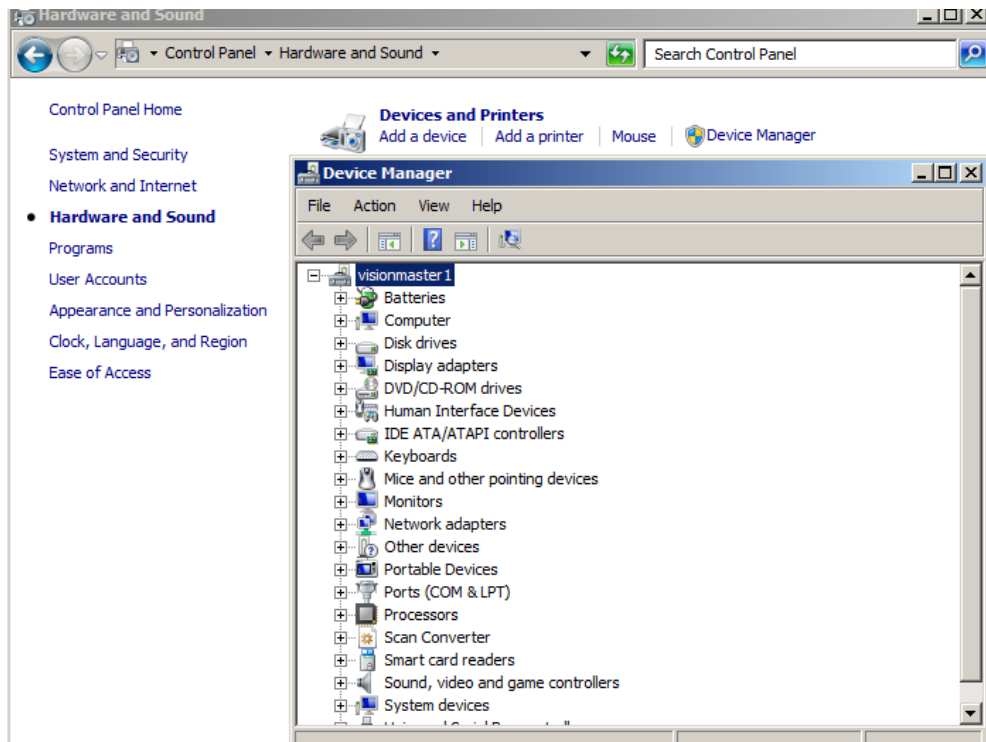 Hardware and Sound
Control Panel Hardware and Sound
Search Control Panel
Control Panel Home
System and Security
Network and Internet
Hardware and Sound
Programs
User Accounts
Appearance and Personalization
Clock, Language, and Region
Ease of Access
Devices and Printers
Add a device Add a printer Mouse Device Manager
Device Manager
File Action View Help
visionmaster1
Batteries
Computer
Disk drives
Display adapters
DVD/CD-ROM drives
Human Interface Devices
IDE ATA/ATAPI controllers
Keyboards
Mice and other pointing devices
Monitors
Network adapters
Other devices
Portable Devices
Ports (COM & LPT)
Processors
Scan Converter
Smart card readers
Sound, video and game controllers
System devices